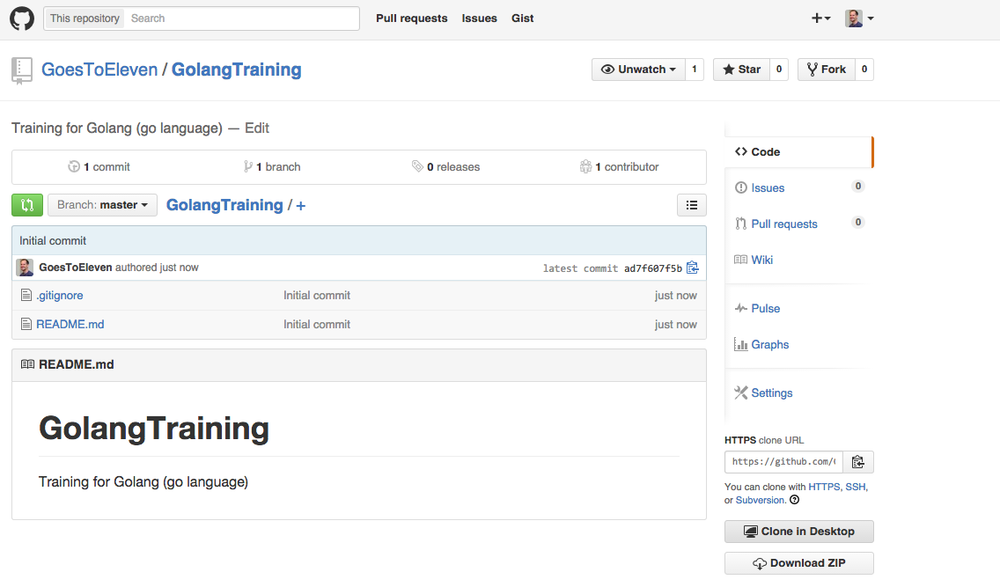 This repository Search Pull requests Issues Gist
GoesToEleven / GolangTraining Unwatch 1 Star 0 Fork 0
Training for Golang (go language) — Edit
1 commit 1 branch 0 releases 1 contributor
Branch: master GolangTraining / +
Initial commit
GoesToEleven authored just now latest commit ad7f607f5b
.gitignore Initial commit just now
README.md Initial commit just now
README.md
GolangTraining
Training for Golang (go language)
Code
Issues 0
Pull requests 0
Wiki
Pulse
Graphs
Settings
HTTPS clone URL
https://github.com/
You can clone with HTTPS, SSH,
or Subversion.
Clone in Desktop
Download ZIP